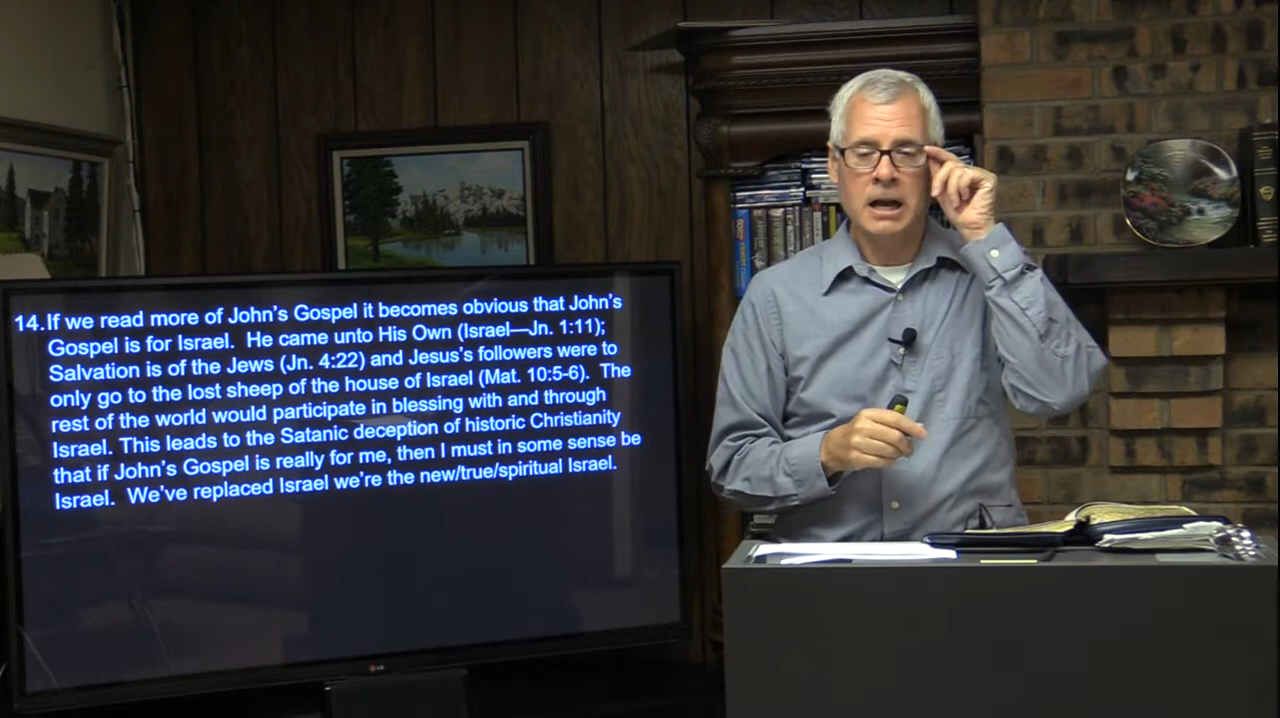 14. If we read more of John's Gospel it becomes obvious that John's
Gospel is for Israel. He came unto His Own (Israel—Jn. 1:11);
Salvation is of the Jews (Jn. 4:22) and Jesus's followers were to
only go to the lost sheep of the house of Israel (Mat. 10:5-6). The
rest of the world would participate in blessing with and through
Israel. This leads to the Satanic deception of historic Christianity
that if John's Gospel is really for me, then I must in some sense be
Israel. We've replaced Israel we're the new/true/spiritual Israel.
LG